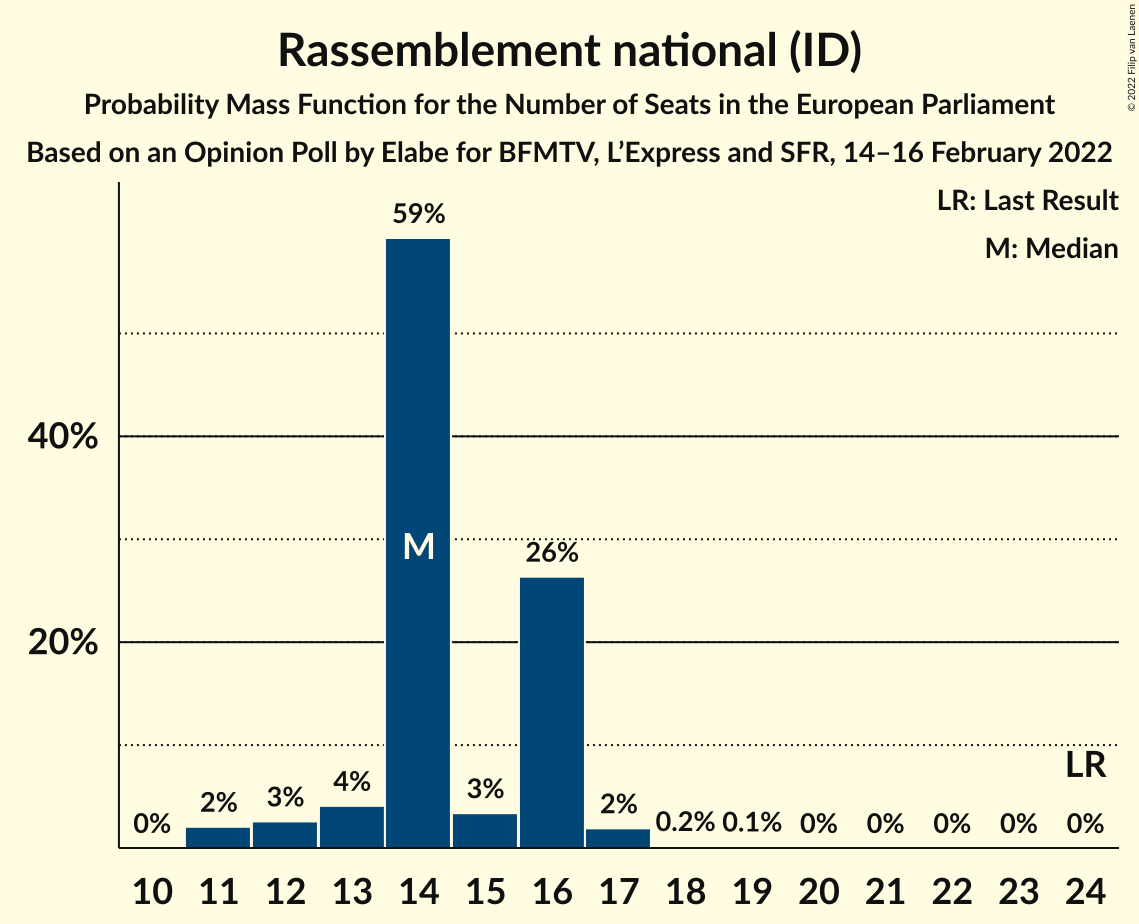 Rassemblement national (ID)
Probability Mass Function for the Number of Seats in the European Parliament
Based on an Opinion Poll by Elabe for BFMTV, L’Express and SFR, 14–16 February 2022
© 2022 Filip van Laenen
LR: Last Result
M: Median
59%
40%
M
26%
20%
LR
0% 2% 3% 4% 3% 2% 0.2% 0.1% 0% 0% 0% 0% 0%
10 11 12 13 14 15 16 17 18 19 20 21 22 23 24